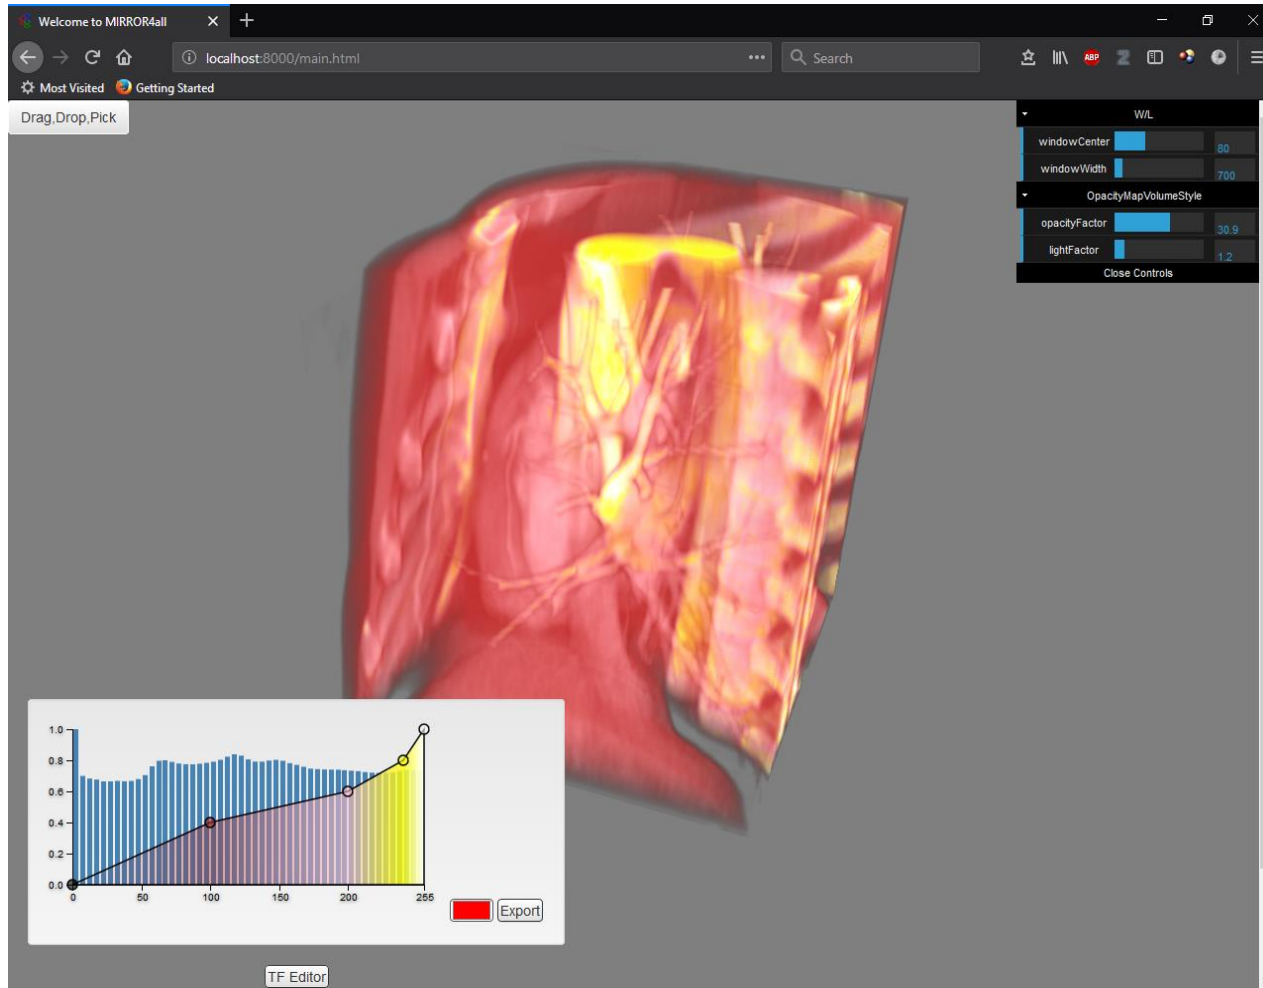 Welcome to MIRROR4all
localhost:8000/main.html
Search
ABP
Most Visited
Getting Started
Drag,Drop,Pick
W/L
windowCenter 80
windowWidth 700
OpacityMapVolumeStyle
opacityFactor 30.9
lightFactor 1.2
Close Controls
1.0
0.8
0.6
0.4
0.2
0.0
0 50 100 150 200 255
Export
TF Editor